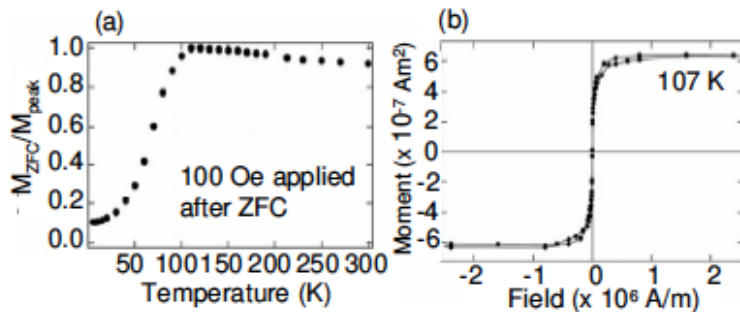 (a)
1.0
0.8
0.6
0.4
0.2
0.0
M_ZFC/M_peak
100 Oe applied
after ZFC
50 100 150 200 250 300
Temperature (K)
(b)
6
4
2
0
-2
-4
-6
Moment (x 10⁻⁷ Am²)
107 K
-2 -1 0 1 2
Field (x 10⁶ A/m)